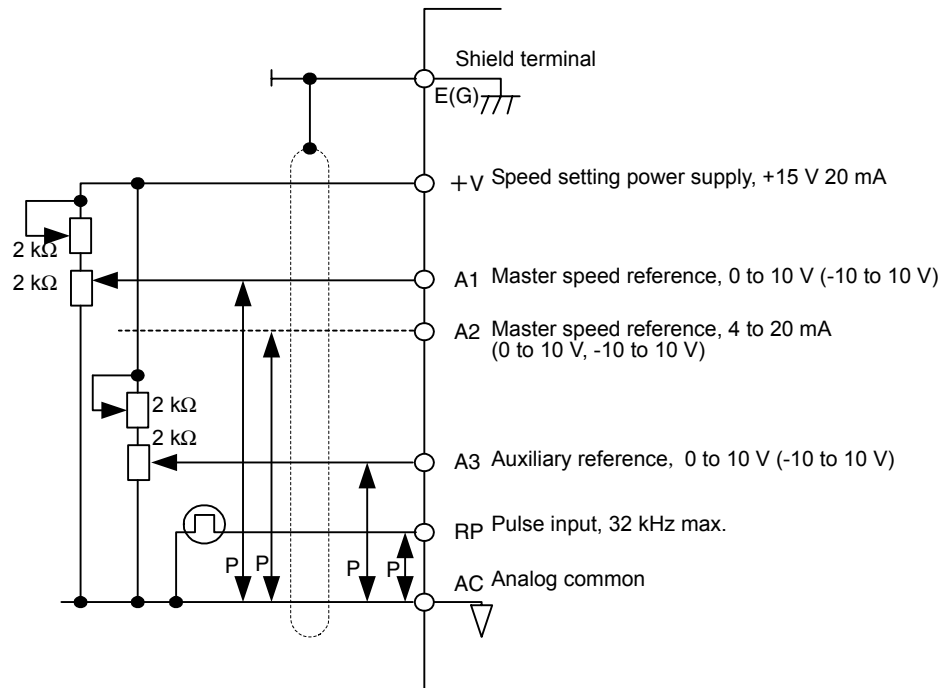 Shield terminal
E(G)
+V Speed setting power supply, +15 V 20 mA
2 kΩ
2 kΩ
A1 Master speed reference, 0 to 10 V (-10 to 10 V)
A2 Master speed reference, 4 to 20 mA
(0 to 10 V, -10 to 10 V)
2 kΩ
2 kΩ
A3 Auxiliary reference, 0 to 10 V (-10 to 10 V)
RP Pulse input, 32 kHz max.
P P P P
AC Analog common